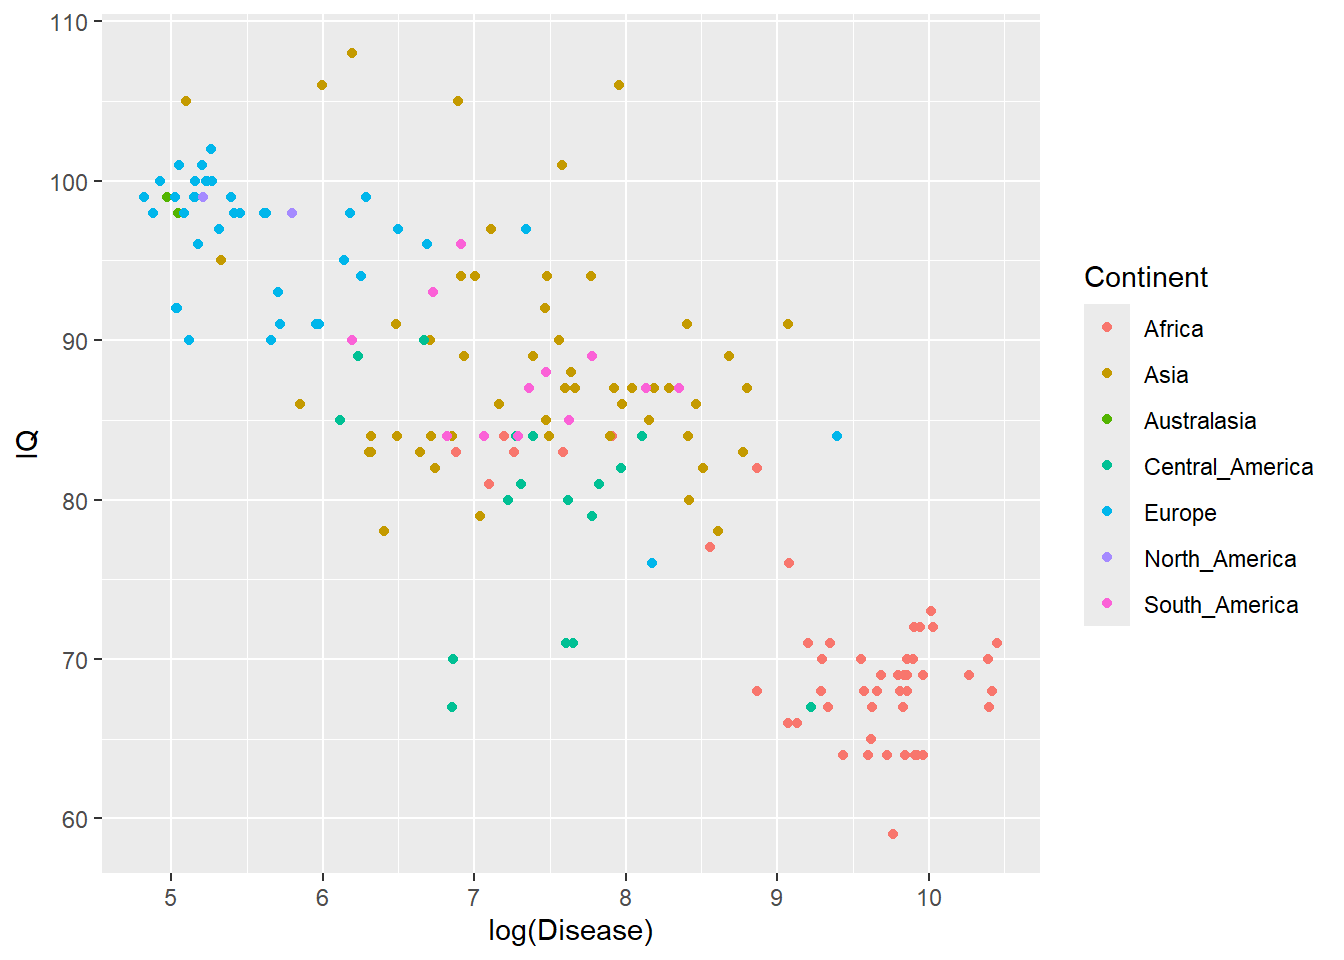 110
100
90
80
70
60
IQ
5 6 7 8 9 10
log(Disease)
Continent
Africa
Asia
Australasia
Central_America
Europe
North_America
South_America